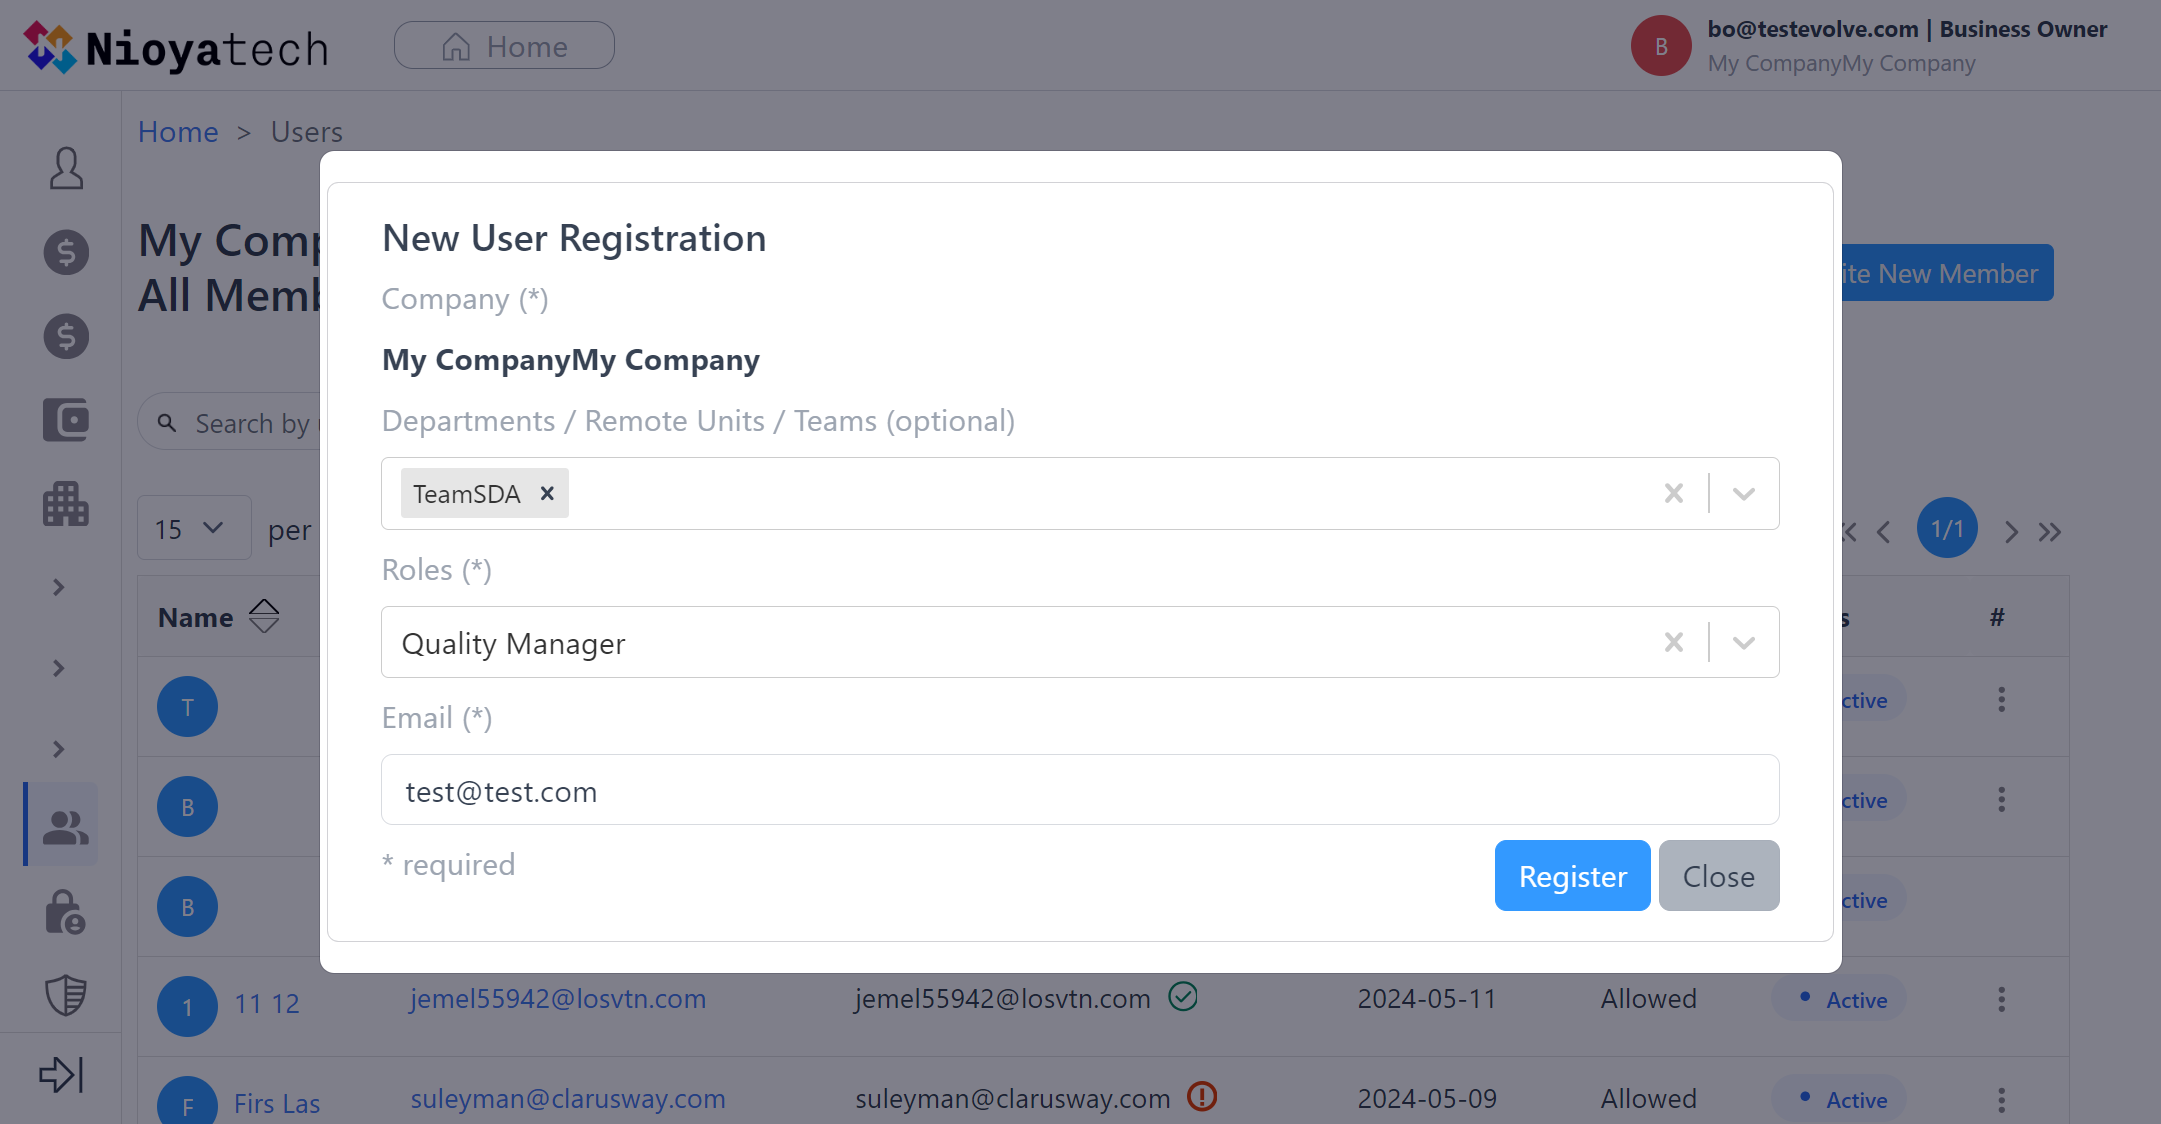 Nioyatech
Home
B
bo@testevolve.com | Business Owner
My CompanyMy Company
Home > Users
My Comp
All Memb
ite New Member
New User Registration
Company (*)
My CompanyMy Company
Departments / Remote Units / Teams (optional)
TeamSDA
Roles (*)
Quality Manager
Email (*)
test@test.com
* required
Register
Close
Search by
15
per
1/1
Name
s
#
T
ctive
B
ctive
B
ctive
1 11 12 jemel55942@losvtn.com jemel55942@losvtn.com 2024-05-11 Allowed Active
F Firs Las suleyman@clarusway.com suleyman@clarusway.com 2024-05-09 Allowed Active